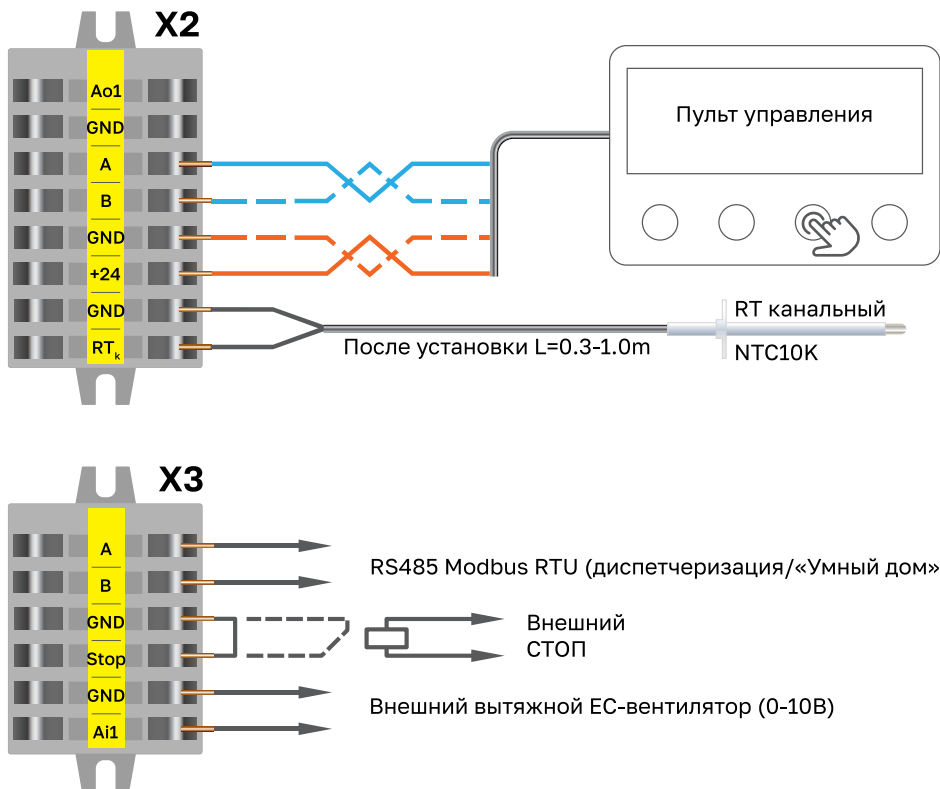 X2
Ao1
GND
A
B
GND
+24
GND
RTk
Пульт управления
RT канальный
После установки L=0.3-1.0m
NTC10K
X3
A
B
GND
Stop
GND
Ai1
RS485 Modbus RTU (диспетчеризация/«Умный дом»
Внешний
СТОП
Внешний вытяжной EC-вентилятор (0-10В)